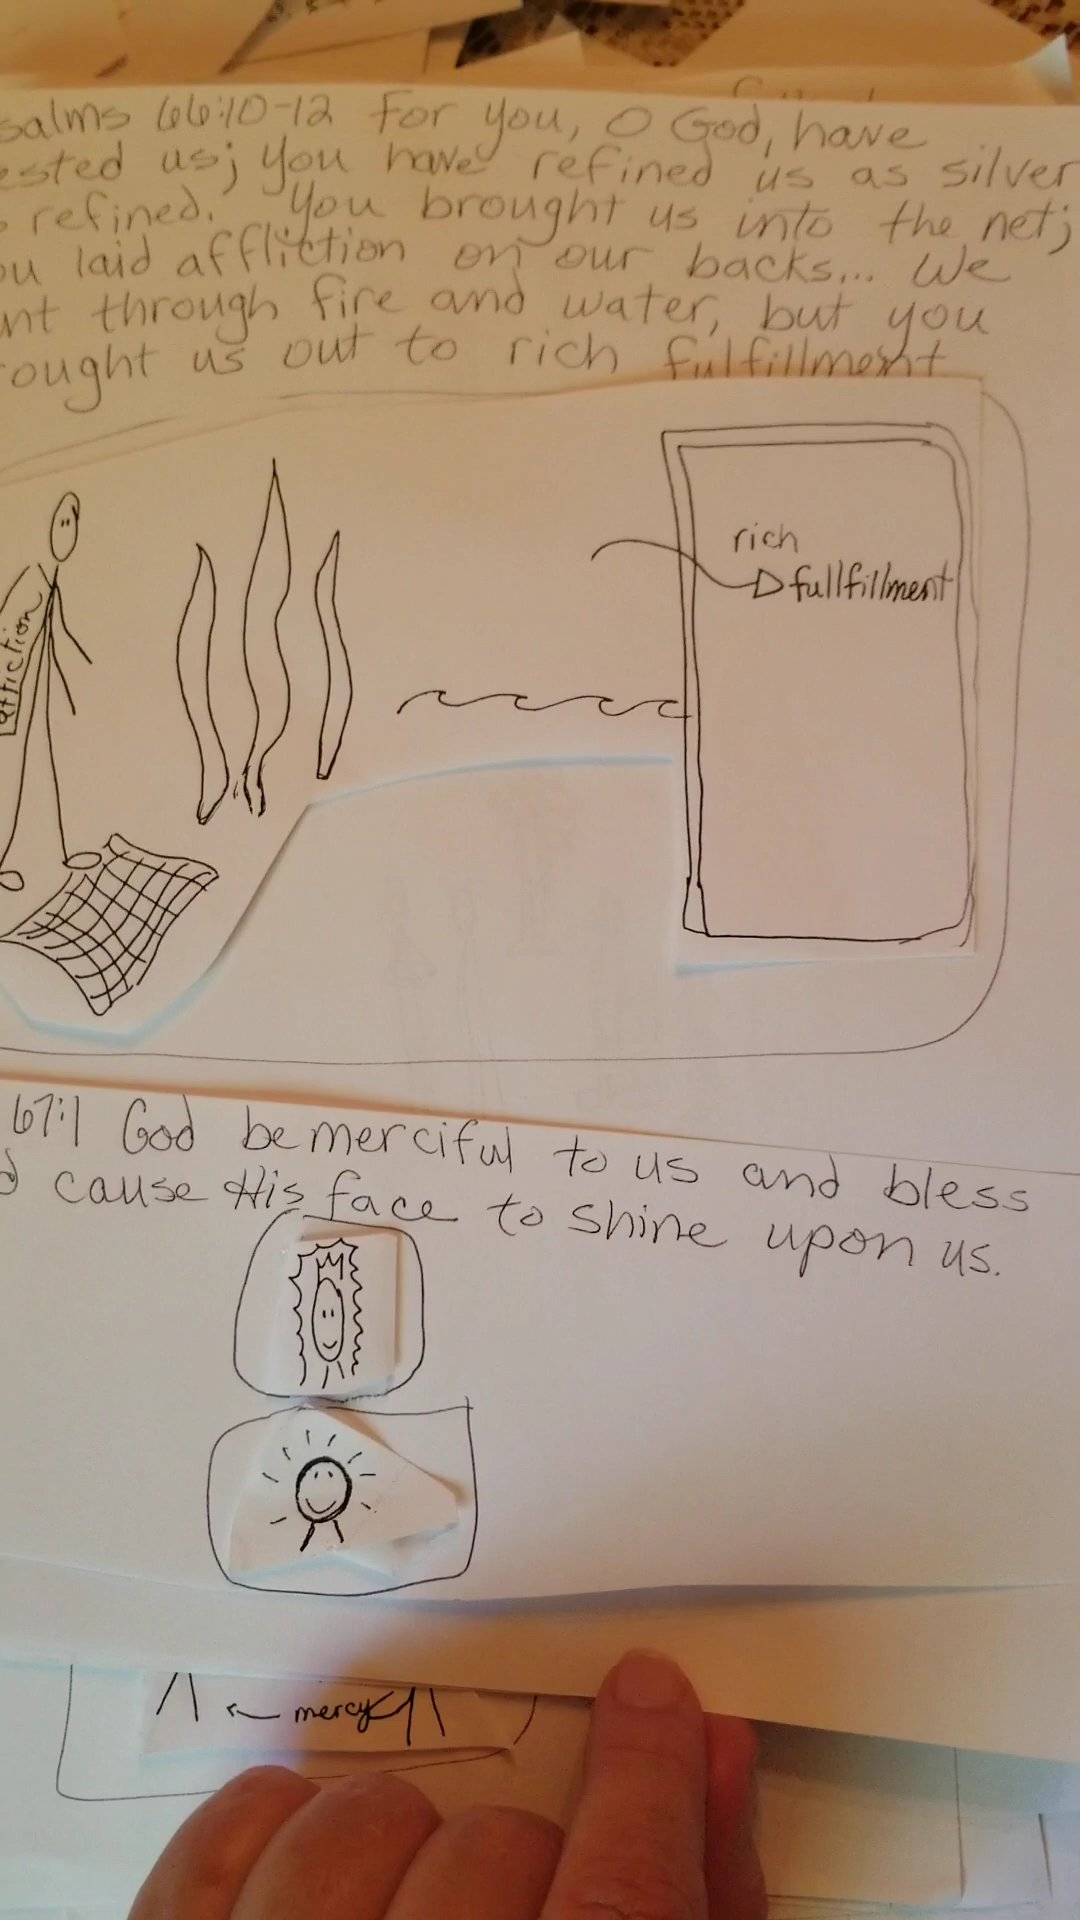 salms 66:10-12 For you, O God, have
ested us; you have refined us as silver
s refined. You brought us into the net;
ou laid affliction on our backs... We
nt through fire and water, but you
rought us out to rich fulfillment
rich
fullfillment
affliction
67:1 God be merciful to us and bless
d cause His face to shine upon us.
mercy